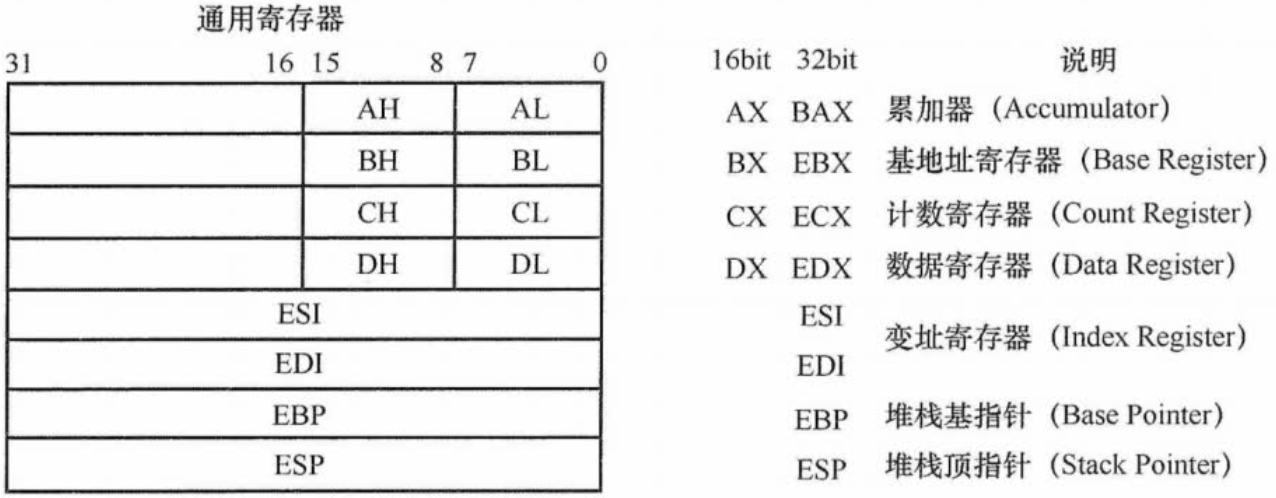 通用寄存器
31 16 15 8 7 0 16bit 32bit 说明
AH AL AX BAX 累加器（Accumulator）
BH BL BX EBX 基地址寄存器（Base Register）
CH CL CX ECX 计数寄存器（Count Register）
DH DL DX EDX 数据寄存器（Data Register）
ESI ESI
变址寄存器（Index Register）
EDI EDI
EBP EBP 堆栈基指针（Base Pointer）
ESP ESP 堆栈顶指针（Stack Pointer）